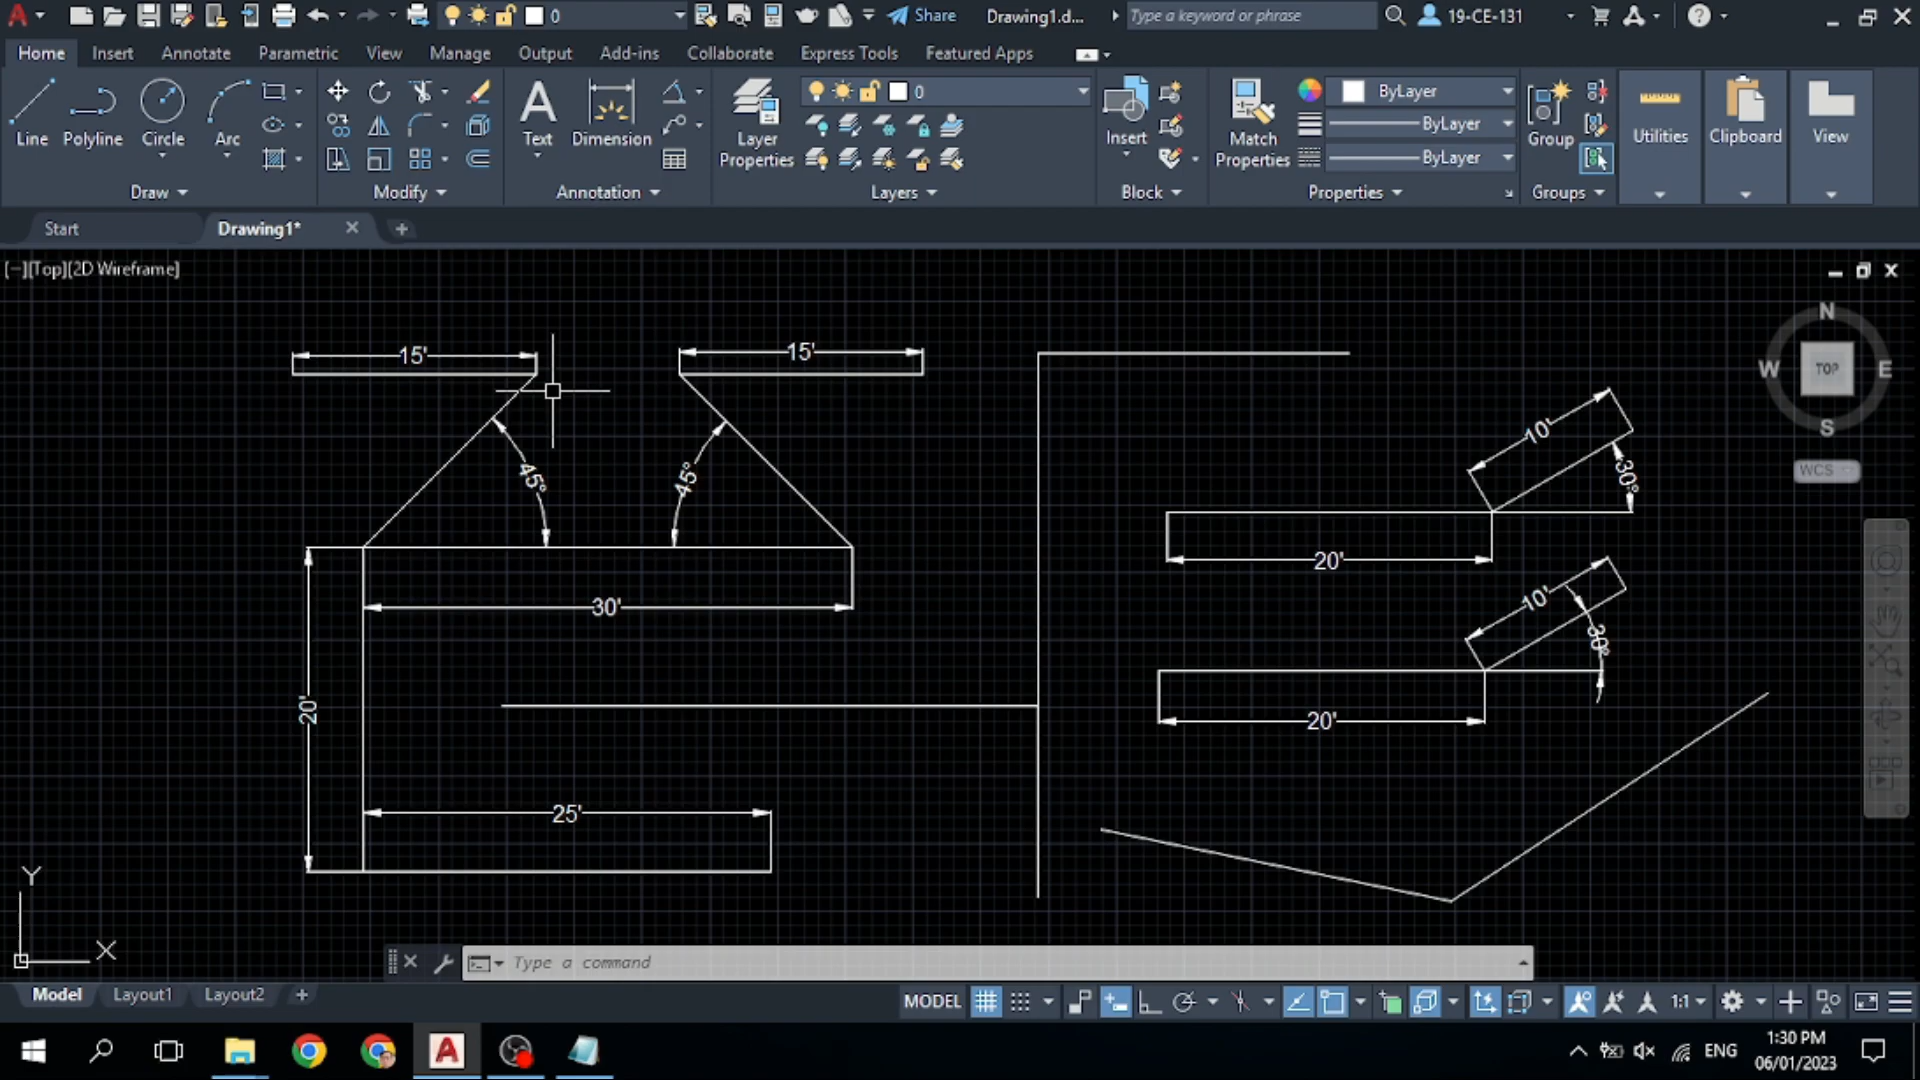 0
Share
Drawing1.d...
Type a keyword or phrase
19-CE-131
Home Insert Annotate Parametric View Manage Output Add-ins Collaborate Express Tools Featured Apps
0
ByLayer
ByLayer
ByLayer
Line Polyline Circle Arc
Text Dimension
Layer Properties
Insert
Match Properties
Group
Utilities
Clipboard
View
Draw Modify Annotation Layers Block Properties Groups
Start Drawing1*
[−][Top][2D Wireframe]
N
W TOP E
S
WCS
15' 15'
10'
45° 45° 30°
20'
30'
10' 30°
20' 20'
25'
Y
X
Type a command
Model Layout1 Layout2
MODEL 1:1
ENG
1:30 PM
06/01/2023